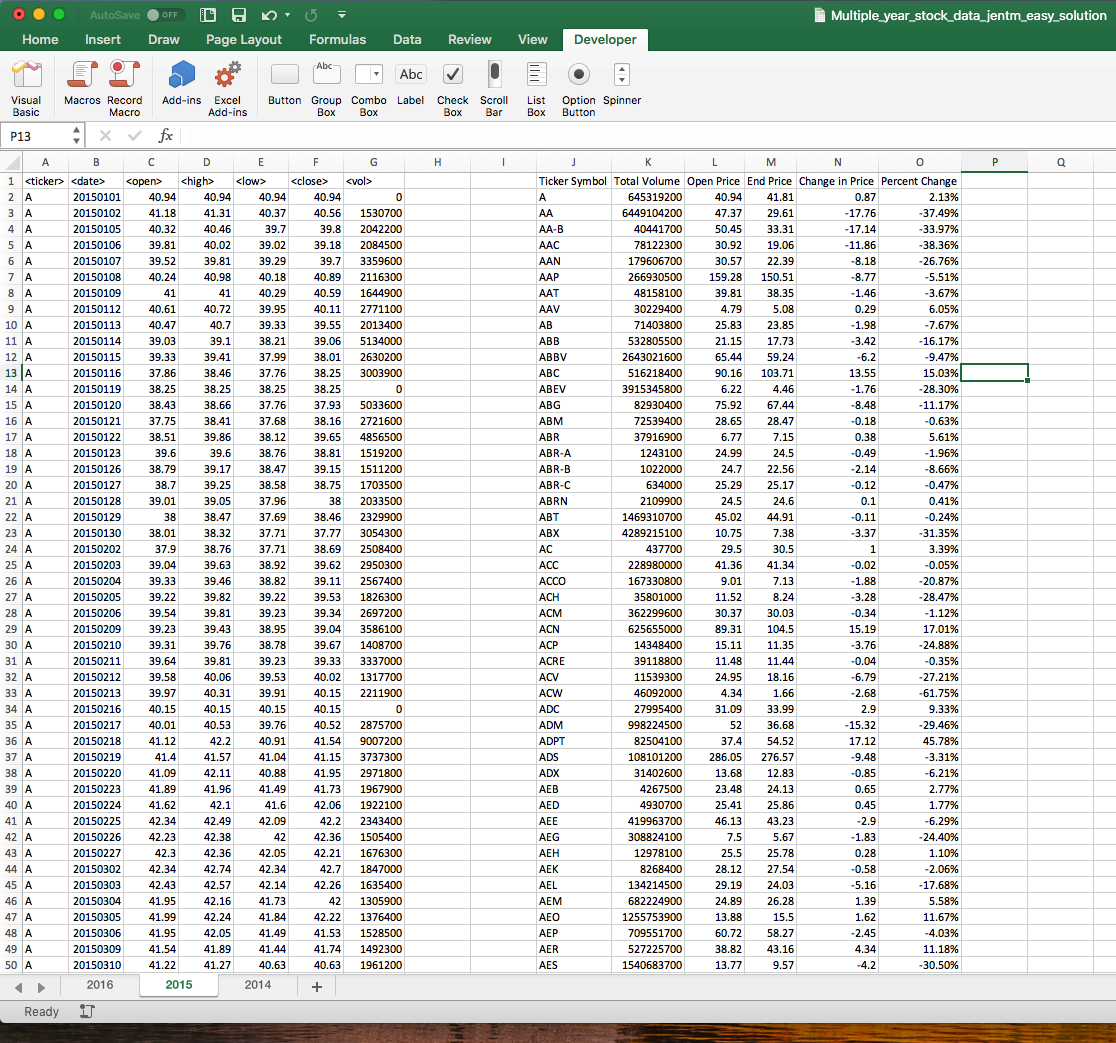 AutoSave OFF Multiple_year_stock_data_jentm_easy_solution
Home Insert Draw Page Layout Formulas Data Review View Developer
Visual Basic Macros Record Macro Add-ins Excel Add-ins Button Group Box Combo Box Label Check Box Scroll Bar List Box Option Button Spinner
Abc Abc
P13 fx
A B C D E F G H I J K L M N O P Q
1 <ticker> <date> <open> <high> <low> <close> <vol> Ticker Symbol Total Volume Open Price End Price Change in Price Percent Change
2 A 20150101 40.94 40.94 40.94 40.94 0 A 645319200 40.94 41.81 0.87 2.13%
3 A 20150102 41.18 41.31 40.37 40.56 1530700 AA 6449104200 47.37 29.61 -17.76 -37.49%
4 A 20150105 40.32 40.46 39.7 39.8 2042200 AA-B 40441700 50.45 33.31 -17.14 -33.97%
5 A 20150106 39.81 40.02 39.02 39.18 2084500 AAC 78122300 30.92 19.06 -11.86 -38.36%
6 A 20150107 39.52 39.81 39.29 39.7 3359600 AAN 179606700 30.57 22.39 -8.18 -26.76%
7 A 20150108 40.24 40.98 40.18 40.89 2116300 AAP 266930500 159.28 150.51 -8.77 -5.51%
8 A 20150109 41 41 40.29 40.59 1644900 AAT 48158100 39.81 38.35 -1.46 -3.67%
9 A 20150112 40.61 40.72 39.95 40.11 2771100 AAV 30229400 4.79 5.08 0.29 6.05%
10 A 20150113 40.47 40.7 39.33 39.55 2013400 AB 71403800 25.83 23.85 -1.98 -7.67%
11 A 20150114 39.03 39.1 38.21 39.06 5134000 ABB 532805500 21.15 17.73 -3.42 -16.17%
12 A 20150115 39.33 39.41 37.99 38.01 2630200 ABBV 2643021600 65.44 59.24 -6.2 -9.47%
13 A 20150116 37.86 38.46 37.76 38.25 3003900 ABC 516218400 90.16 103.71 13.55 15.03%
14 A 20150119 38.25 38.25 38.25 38.25 0 ABEV 3915345800 6.22 4.46 -1.76 -28.30%
15 A 20150120 38.43 38.66 37.76 37.93 5033600 ABG 82930400 75.92 67.44 -8.48 -11.17%
16 A 20150121 37.75 38.41 37.68 38.16 2721600 ABM 72539400 28.65 28.47 -0.18 -0.63%
17 A 20150122 38.51 39.86 38.12 39.65 4856500 ABR 37916900 6.77 7.15 0.38 5.61%
18 A 20150123 39.6 39.6 38.76 38.81 1519200 ABR-A 1243100 24.99 24.5 -0.49 -1.96%
19 A 20150126 38.79 39.17 38.47 39.15 1511200 ABR-B 1022000 24.7 22.56 -2.14 -8.66%
20 A 20150127 38.7 39.25 38.58 38.75 1703500 ABR-C 634000 25.29 25.17 -0.12 -0.47%
21 A 20150128 39.01 39.05 37.96 38 2033500 ABRN 2109900 24.5 24.6 0.1 0.41%
22 A 20150129 38 38.47 37.69 38.46 2329900 ABT 1469310700 45.02 44.91 -0.11 -0.24%
23 A 20150130 38.01 38.32 37.71 37.77 3054300 ABX 4289215100 10.75 7.38 -3.37 -31.35%
24 A 20150202 37.9 38.76 37.71 38.69 2508400 AC 437700 29.5 30.5 1 3.39%
25 A 20150203 39.04 39.63 38.92 39.62 2950300 ACC 228980000 41.36 41.34 -0.02 -0.05%
26 A 20150204 39.33 39.46 38.82 39.11 2567400 ACCO 167330800 9.01 7.13 -1.88 -20.87%
27 A 20150205 39.22 39.82 39.22 39.53 1826300 ACH 35801000 11.52 8.24 -3.28 -28.47%
28 A 20150206 39.54 39.81 39.23 39.34 2697200 ACM 362299600 30.37 30.03 -0.34 -1.12%
29 A 20150209 39.23 39.43 38.95 39.04 3586100 ACN 625655000 89.31 104.5 15.19 17.01%
30 A 20150210 39.31 39.76 38.78 39.67 1408700 ACP 14348400 15.11 11.35 -3.76 -24.88%
31 A 20150211 39.64 39.81 39.23 39.33 3337000 ACRE 39118800 11.48 11.44 -0.04 -0.35%
32 A 20150212 39.58 40.06 39.53 40.02 1317700 ACV 11539300 24.95 18.16 -6.79 -27.21%
33 A 20150213 39.97 40.31 39.91 40.15 2211900 ACW 46092000 4.34 1.66 -2.68 -61.75%
34 A 20150216 40.15 40.15 40.15 40.15 0 ADC 27995400 31.09 33.99 2.9 9.33%
35 A 20150217 40.01 40.53 39.76 40.52 2875700 ADM 998224500 52 36.68 -15.32 -29.46%
36 A 20150218 41.12 42.2 40.91 41.54 9007200 ADPT 82504100 37.4 54.52 17.12 45.78%
37 A 20150219 41.4 41.57 41.04 41.15 3737300 ADS 108101200 286.05 276.57 -9.48 -3.31%
38 A 20150220 41.09 42.11 40.88 41.95 2971800 ADX 31402600 13.68 12.83 -0.85 -6.21%
39 A 20150223 41.89 41.96 41.49 41.73 1967900 AEB 4267500 23.48 24.13 0.65 2.77%
40 A 20150224 41.62 42.1 41.6 42.06 1922100 AED 4930700 25.41 25.86 0.45 1.77%
41 A 20150225 42.34 42.49 42.09 42.2 2343400 AEE 419963700 46.13 43.23 -2.9 -6.29%
42 A 20150226 42.23 42.38 42 42.36 1505400 AEG 308824100 7.5 5.67 -1.83 -24.40%
43 A 20150227 42.3 42.36 42.05 42.21 1676300 AEH 12978100 25.5 25.78 0.28 1.10%
44 A 20150302 42.34 42.74 42.34 42.7 1847000 AEK 8268400 28.12 27.54 -0.58 -2.06%
45 A 20150303 42.43 42.57 42.14 42.26 1635400 AEL 134214500 29.19 24.03 -5.16 -17.68%
46 A 20150304 41.95 42.16 41.73 42 1305900 AEM 682224900 24.89 26.28 1.39 5.58%
47 A 20150305 41.99 42.24 41.84 42.22 1376400 AEO 1255753900 13.88 15.5 1.62 11.67%
48 A 20150306 41.95 42.05 41.49 41.53 1528500 AEP 709551700 60.72 58.27 -2.45 -4.03%
49 A 20150309 41.54 41.89 41.44 41.74 1492300 AER 527225700 38.82 43.16 4.34 11.18%
50 A 20150310 41.22 41.27 40.63 40.63 1961200 AES 1540683700 13.77 9.57 -4.2 -30.50%
2016 2015 2014 +
Ready